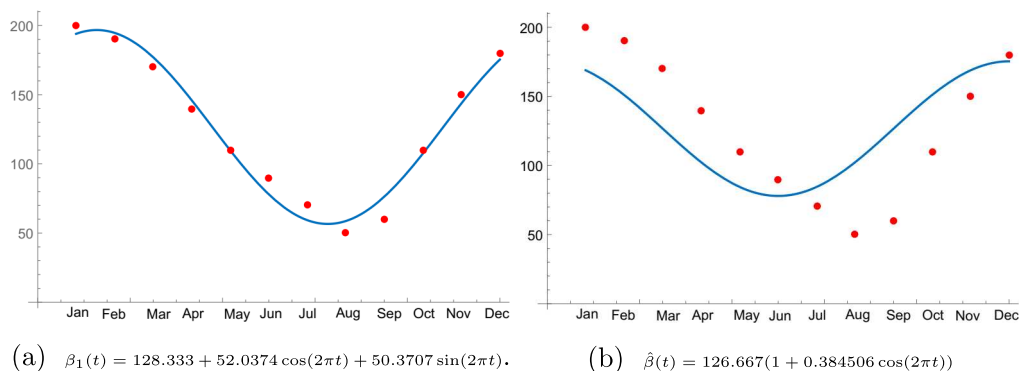 200
150
100
50
Jan Feb Mar Apr May Jun Jul Aug Sep Oct Nov Dec
(a) β₁(t) = 128.333 + 52.0374 cos(2πt) + 50.3707 sin(2πt).
200
150
100
50
Jan Feb Mar Apr May Jun Jul Aug Sep Oct Nov Dec
(b) β̂(t) = 126.667(1 + 0.384506 cos(2πt))